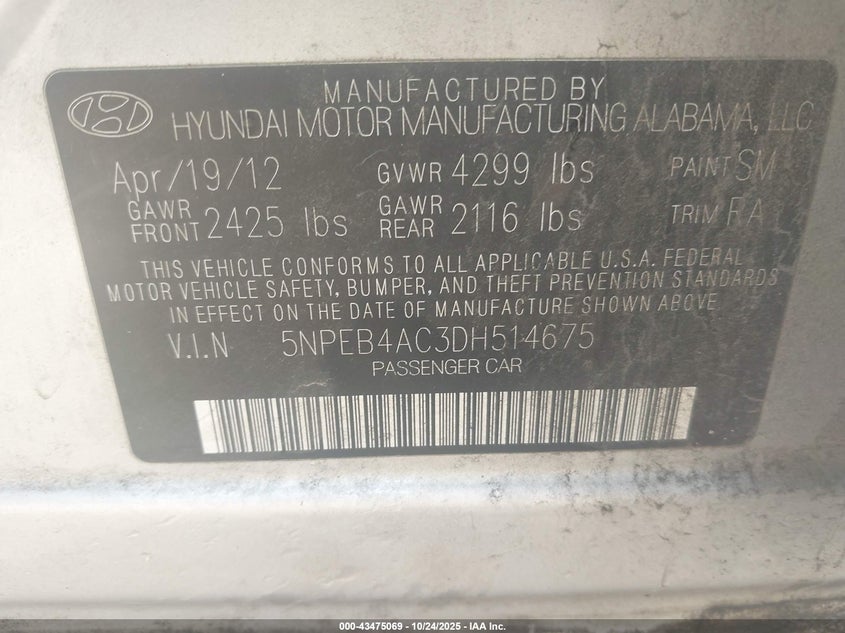 MANUFACTURED BY
HYUNDAI MOTOR MANUFACTURING ALABAMA, LLC
Apr/19/12 GVWR 4299 lbs PAINT SM
GAWR FRONT 2425 lbs GAWR REAR 2116 lbs TRIM FA
THIS VEHICLE CONFORMS TO ALL APPLICABLE U.S.A. FEDERAL
MOTOR VEHICLE SAFETY, BUMPER, AND THEFT PREVENTION STANDARDS
IN EFFECT ON THE DATE OF MANUFACTURE SHOWN ABOVE.
V.I.N 5NPEB4AC3DH514675
PASSENGER CAR
000-43475069 - 10/24/2025 - IAA Inc.